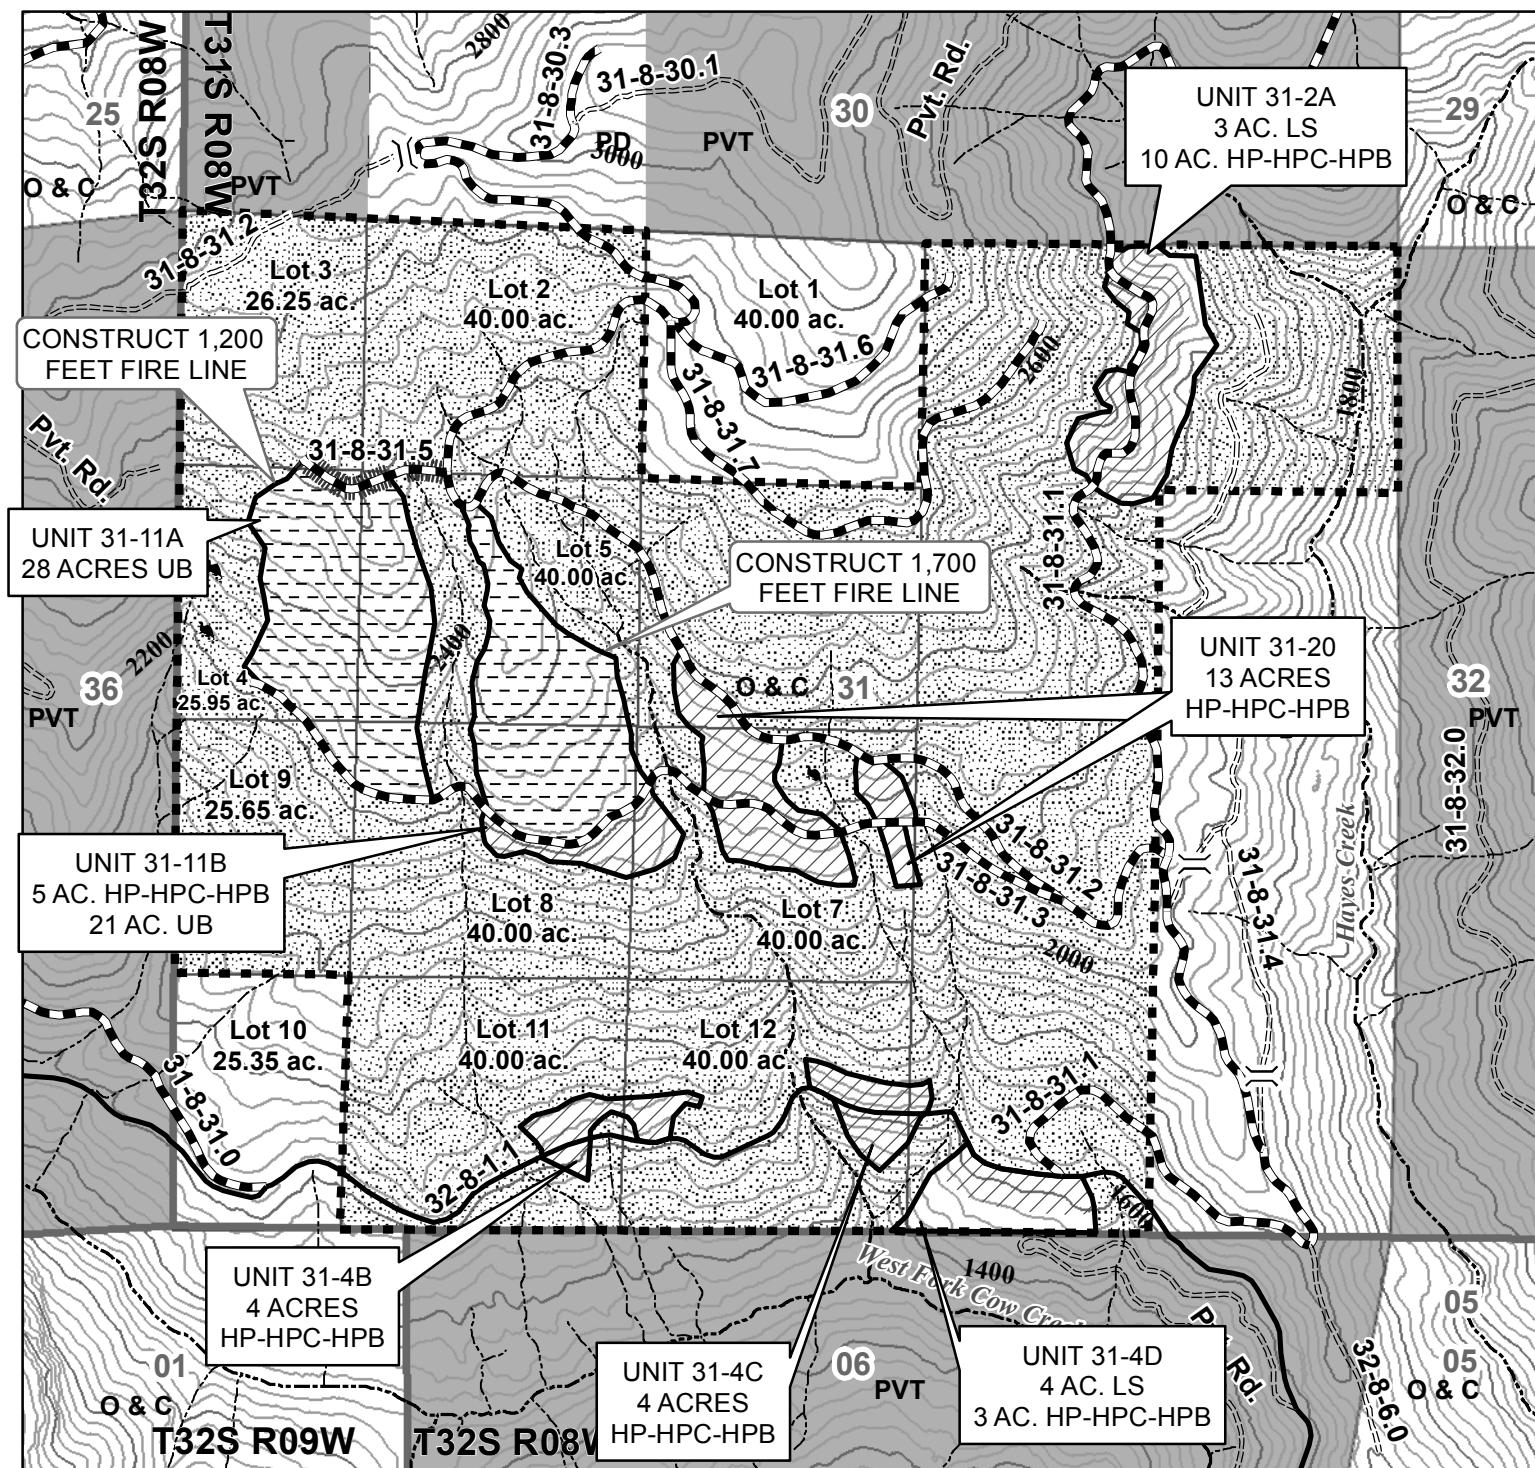 2800
31-8-30.3
31-8-30.1
Pvt. Rd.
T32S R08W
T31S R08W
25
PD
3000
PVT
30
29
UNIT 31-2A
3 AC. LS
10 AC. HP-HPC-HPB
O & C
PVT
O & C
31-8-31.2
Lot 3
26.25 ac.
Lot 2
40.00 ac.
Lot 1
40.00 ac.
CONSTRUCT 1,200
FEET FIRE LINE
31-8-31.6
31-8-31.7
2600
1800
Pvt. Rd.
31-8-31.5
UNIT 31-11A
28 ACRES UB
Lot 5
40.00 ac.
CONSTRUCT 1,700
FEET FIRE LINE
31-8-31.1
2200
2400
36
PVT
Lot 4
25.95 ac.
O & C
31
UNIT 31-20
13 ACRES
HP-HPC-HPB
32
PVT
31-8-32.0
Lot 9
25.65 ac.
UNIT 31-11B
5 AC. HP-HPC-HPB
21 AC. UB
31-8-31.2
31-8-31.3
31-8-31.4
Hayes Creek
Lot 8
40.00 ac.
Lot 7
40.00 ac.
2000
Lot 10
25.35 ac.
Lot 11
40.00 ac.
Lot 12
40.00 ac.
31-8-31.0
31-8-31.1
32-8-1.1
1600
UNIT 31-4B
4 ACRES
HP-HPC-HPB
West Fork Cow Creek
1400
UNIT 31-4C
4 ACRES
HP-HPC-HPB
06
PVT
UNIT 31-4D
4 AC. LS
3 AC. HP-HPC-HPB
Pvt. Rd.
32-8-6.0
05
05
O & C
01
O & C
T32S R09W
T32S R08W